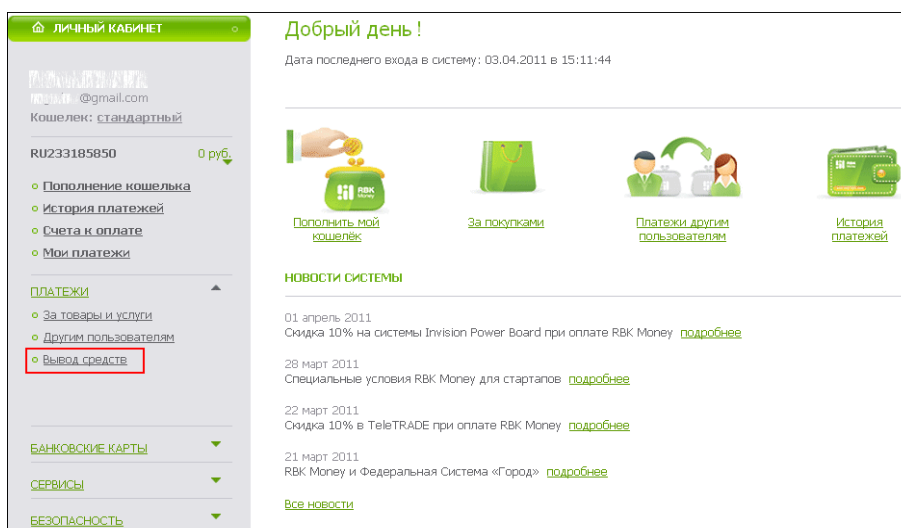 ЛИЧНЫЙ КАБИНЕТ
@gmail.com
Кошелек: стандартный
RU233185850 0 руб.
Пополнение кошелька
История платежей
Счета к оплате
Мои платежи
ПЛАТЕЖИ
За товары и услуги
Другим пользователям
Вывод средств
БАНКОВСКИЕ КАРТЫ
СЕРВИСЫ
БЕЗОПАСНОСТЬ
Добрый день !
Дата последнего входа в систему: 03.04.2011 в 15:11:44
RBK
Money
Пополнить мой
кошелёк
За покупками
Платежи другим
пользователям
История
платежей
НОВОСТИ СИСТЕМЫ
01 апрель 2011
Скидка 10% на системы Invision Power Board при оплате RBK Money подробнее
28 март 2011
Специальные условия RBK Money для стартапов подробнее
22 март 2011
Скидка 10% в TeleTRADE при оплате RBK Money подробнее
21 март 2011
RBK Money и Федеральная Система «Город» подробнее
Все новости